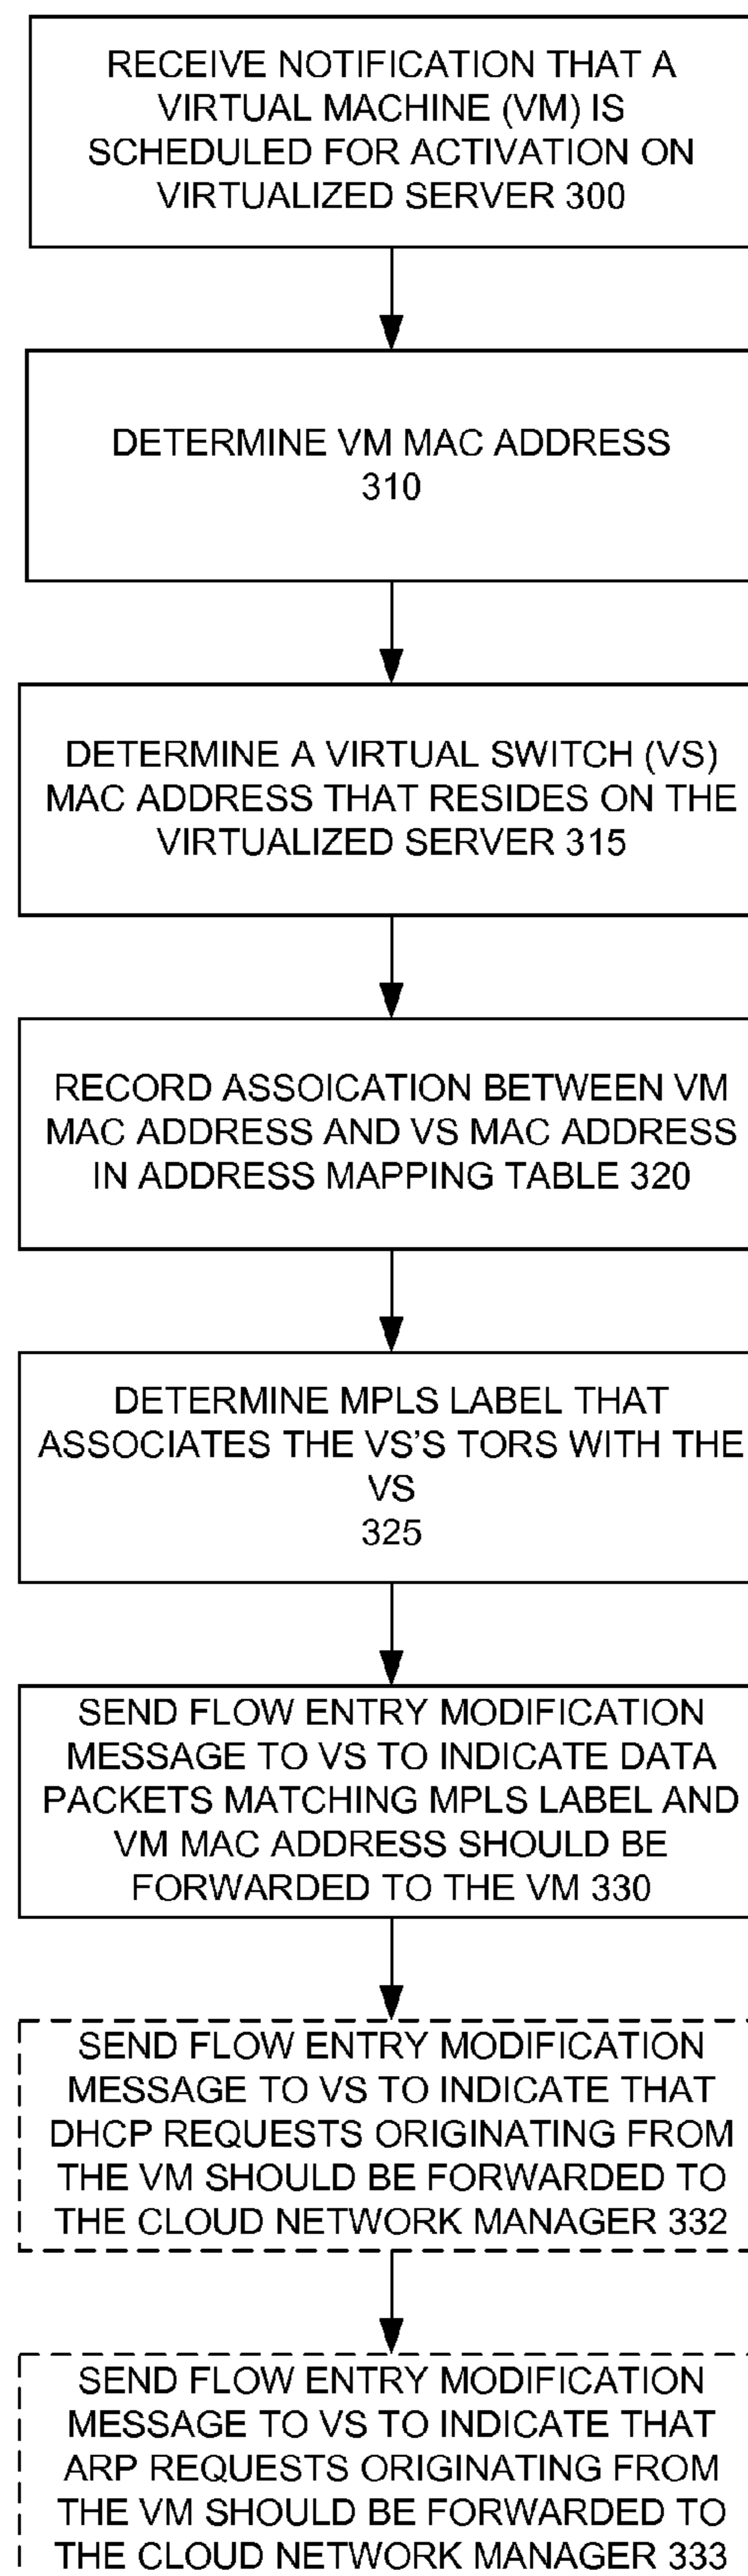 RECEIVE NOTIFICATION THAT A
VIRTUAL MACHINE (VM) IS
SCHEDULED FOR ACTIVATION ON
VIRTUALIZED SERVER 300
DETERMINE VM MAC ADDRESS
310
DETERMINE A VIRTUAL SWITCH (VS)
MAC ADDRESS THAT RESIDES ON THE
VIRTUALIZED SERVER 315
RECORD ASSOICATION BETWEEN VM
MAC ADDRESS AND VS MAC ADDRESS
IN ADDRESS MAPPING TABLE 320
DETERMINE MPLS LABEL THAT
ASSOCIATES THE VS'S TORS WITH THE
VS
325
SEND FLOW ENTRY MODIFICATION
MESSAGE TO VS TO INDICATE DATA
PACKETS MATCHING MPLS LABEL AND
VM MAC ADDRESS SHOULD BE
FORWARDED TO THE VM 330
SEND FLOW ENTRY MODIFICATION
MESSAGE TO VS TO INDICATE THAT
DHCP REQUESTS ORIGINATING FROM
THE VM SHOULD BE FORWARDED TO
THE CLOUD NETWORK MANAGER 332
SEND FLOW ENTRY MODIFICATION
MESSAGE TO VS TO INDICATE THAT
ARP REQUESTS ORIGINATING FROM
THE VM SHOULD BE FORWARDED TO
THE CLOUD NETWORK MANAGER 333